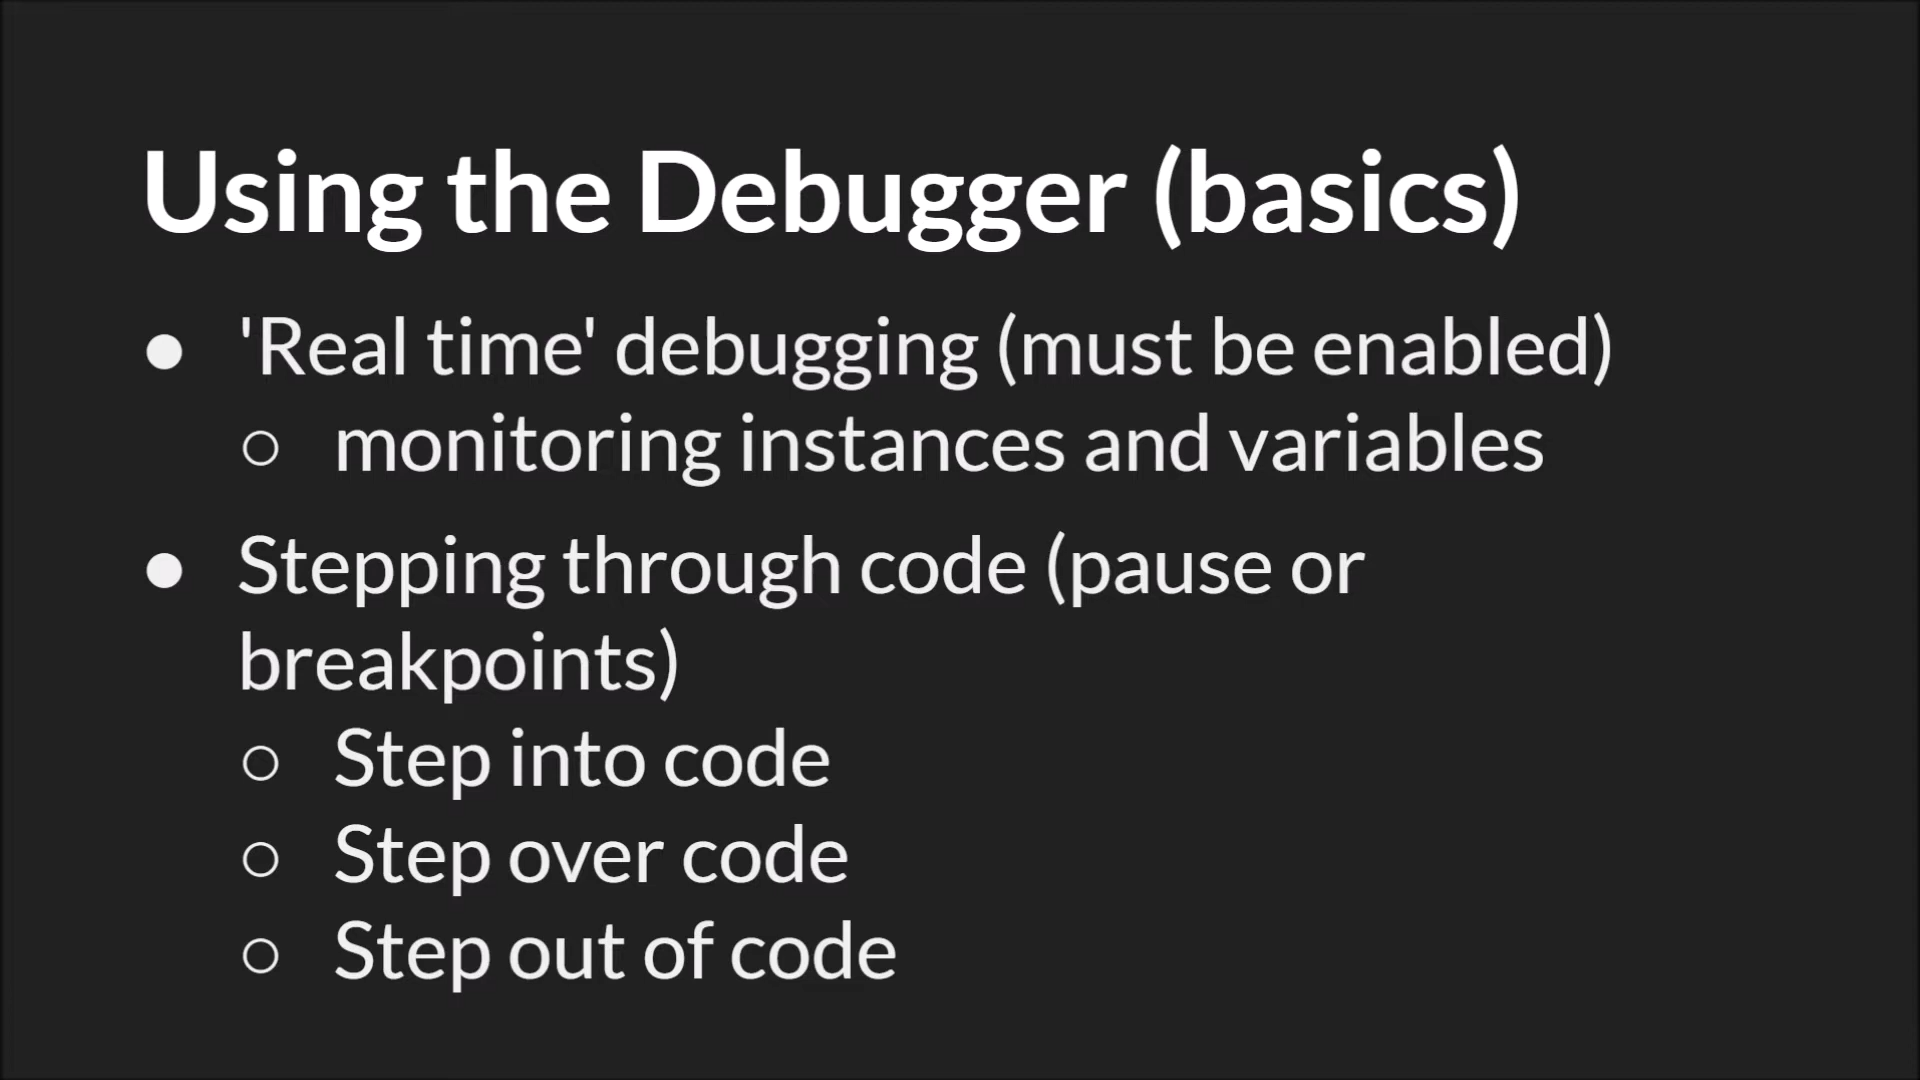 Using the Debugger (basics)
● 'Real time' debugging (must be enabled)
○ monitoring instances and variables
● Stepping through code (pause or
breakpoints)
○ Step into code
○ Step over code
○ Step out of code